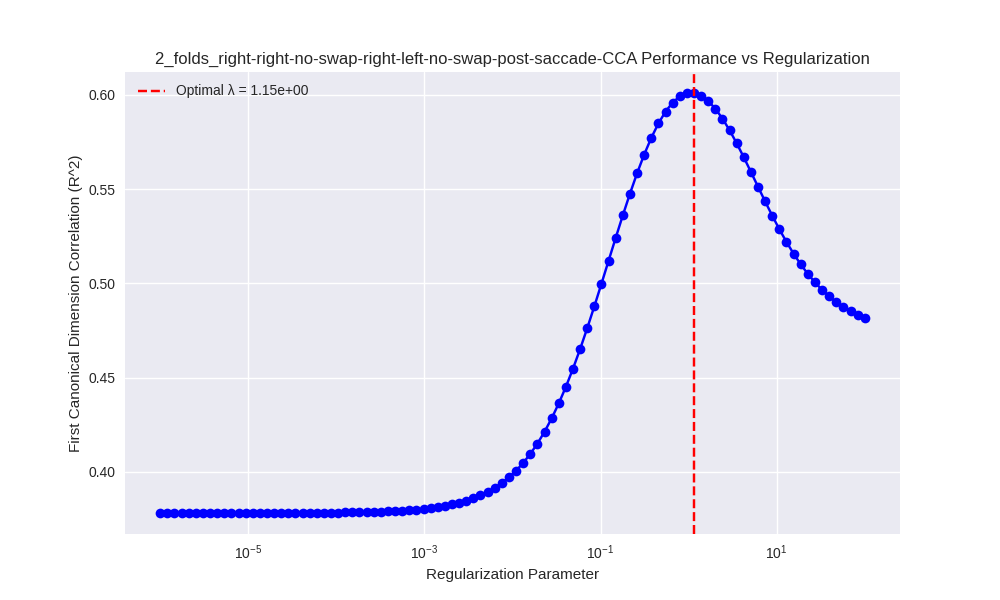 2_folds_right-right-no-swap-right-left-no-swap-post-saccade-CCA Performance vs Regularization
Optimal λ = 1.15e+00
First Canonical Dimension Correlation (R^2)
0.60
0.55
0.50
0.45
0.40
10⁻⁵
10⁻³
10⁻¹
10¹
Regularization Parameter